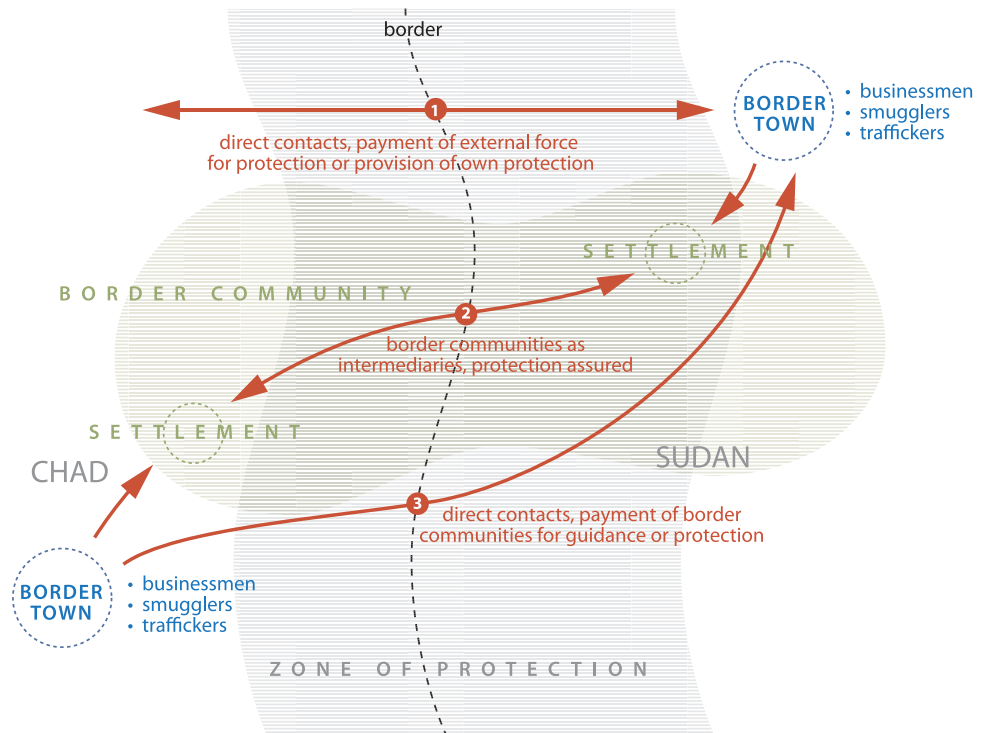 border
1
direct contacts, payment of external force
for protection or provision of own protection
BORDER
TOWN
• businessmen
• smugglers
• traffickers
SETTLEMENT
BORDER COMMUNITY
2
border communities as
intermediaries, protection assured
SETTLEMENT
CHAD
SUDAN
3
direct contacts, payment of border
communities for guidance or protection
BORDER
TOWN
• businessmen
• smugglers
• traffickers
ZONE OF PROTECTION